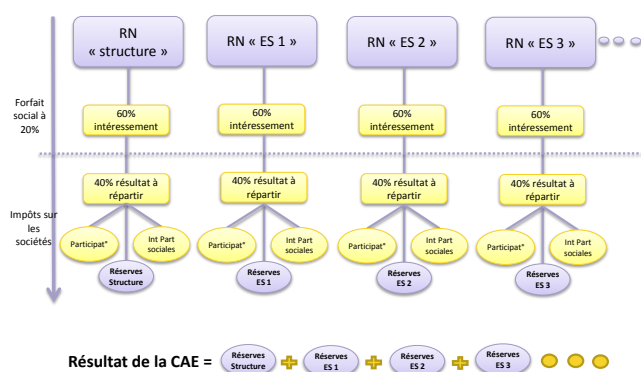 RN
« structure »
RN « ES 1 »
RN « ES 2 »
RN « ES 3 »
Forfait
social à
20%
60%
intéressement
60%
intéressement
60%
intéressement
60%
intéressement
Impôts sur
les
sociétés
40% résultat à
répartir
40% résultat à
répartir
40% résultat à
répartir
40% résultat à
répartir
Participat°
Int Part
sociales
Participat°
Int Part
sociales
Participat°
Int Part
sociales
Participat°
Int Part
sociales
Réserves
Structure
Réserves
ES 1
Réserves
ES 2
Réserves
ES 3
Résultat de la CAE = Réserves Structure + Réserves ES 1 + Réserves ES 2 + Réserves ES 3